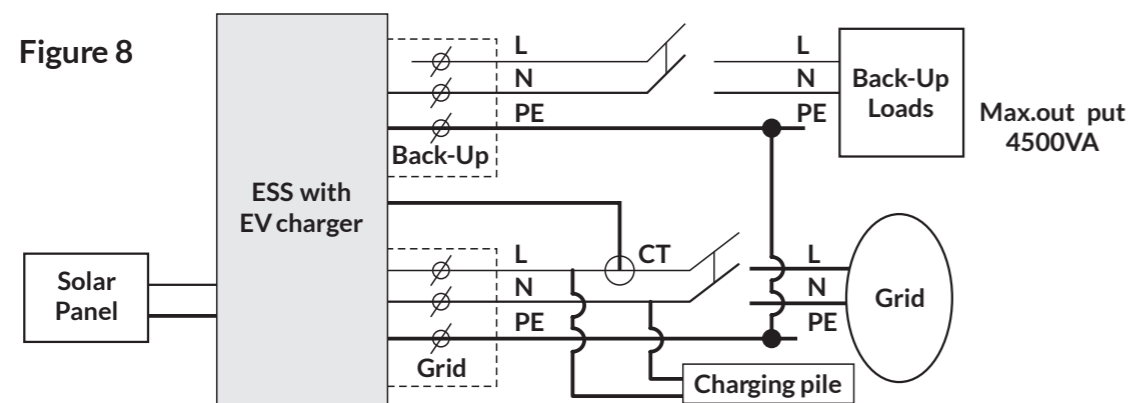 Figure 8
L
N
PE
Back-Up
L
N
PE
Back-Up
Loads
Max.out put
4500VA
ESS with
EV charger
Solar
Panel
CT
L
N
PE
Grid
L
N
PE
Grid
Charging pile